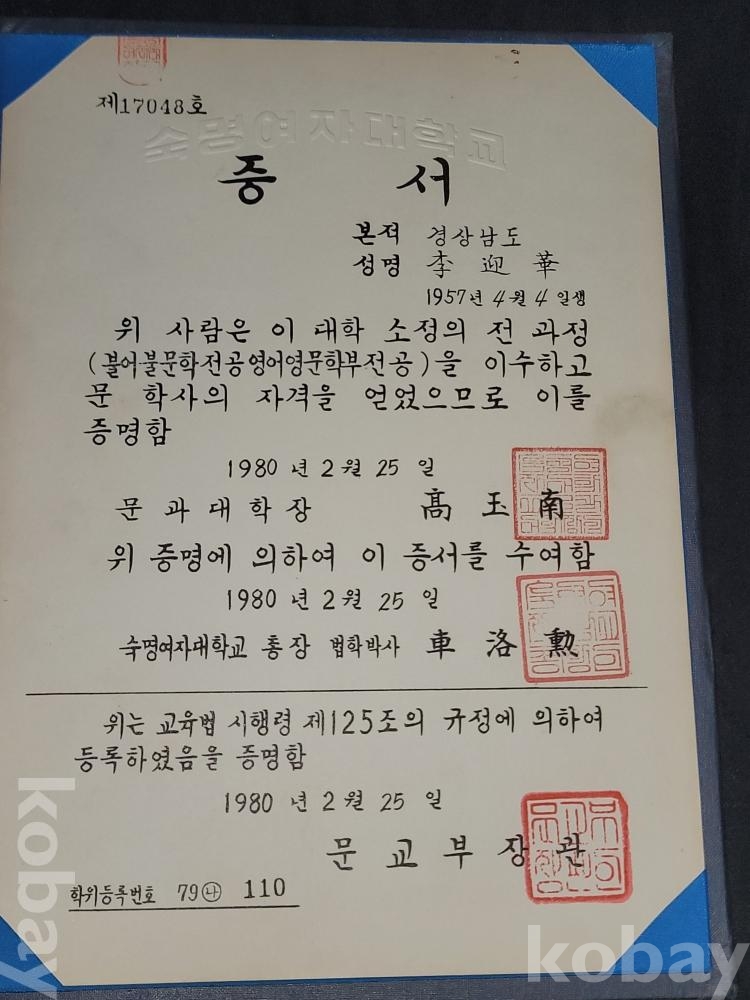 제17048호
숙명여자대학교
증 서
본적 경상남도
성명 李 迎 華
1957년 4월 4일생
위 사람은 이 대학 소정의 전 과정
(불어불문학전공영어영문학부전공)을 이수하고
문 학사의 자격을 얻었으므로 이를
증명함
1980 년 2월 25 일
문과대학장 高 玉 南
위 증명에 의하여 이 증서를 수여함
1980 년 2월 25 일
숙명여자대학교 총장 법학박사 車 洛 勲
위는 교육법 시행령 제125조의 규정에 의하여
등록하였음을 증명함
1980 년 2월 25 일
문 교 부 장 관
학위등록번호 79㉯ 110
kobay
kobay